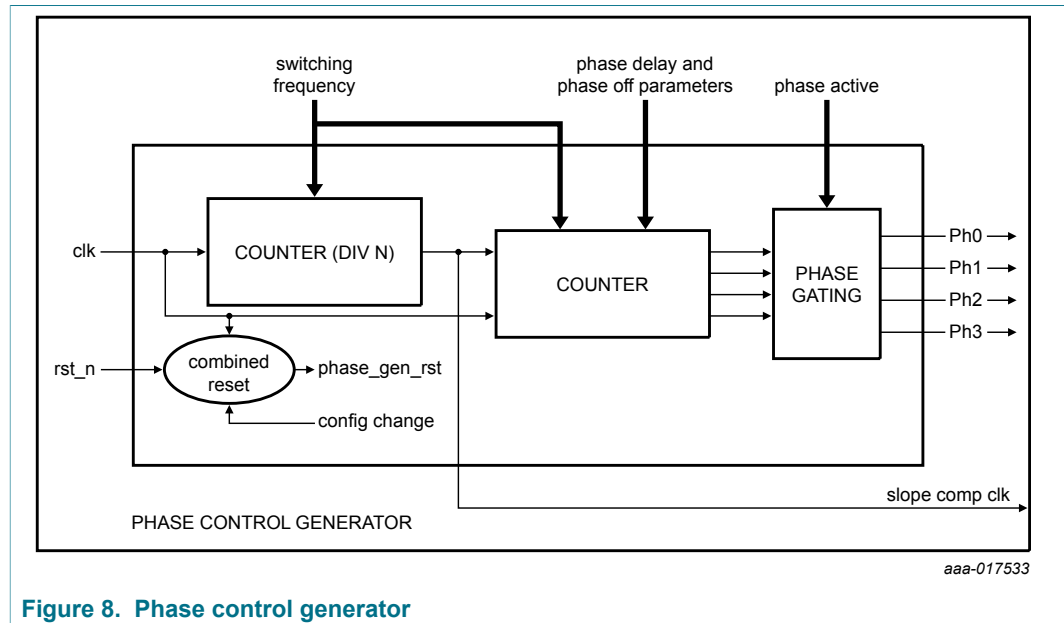 switching
frequency
phase delay and
phase off parameters
phase active
clk
COUNTER (DIV N)
COUNTER
PHASE
GATING
Ph0
Ph1
Ph2
Ph3
rst_n
combined
reset
phase_gen_rst
config change
slope comp clk
PHASE CONTROL GENERATOR
aaa-017533
Figure 8. Phase control generator